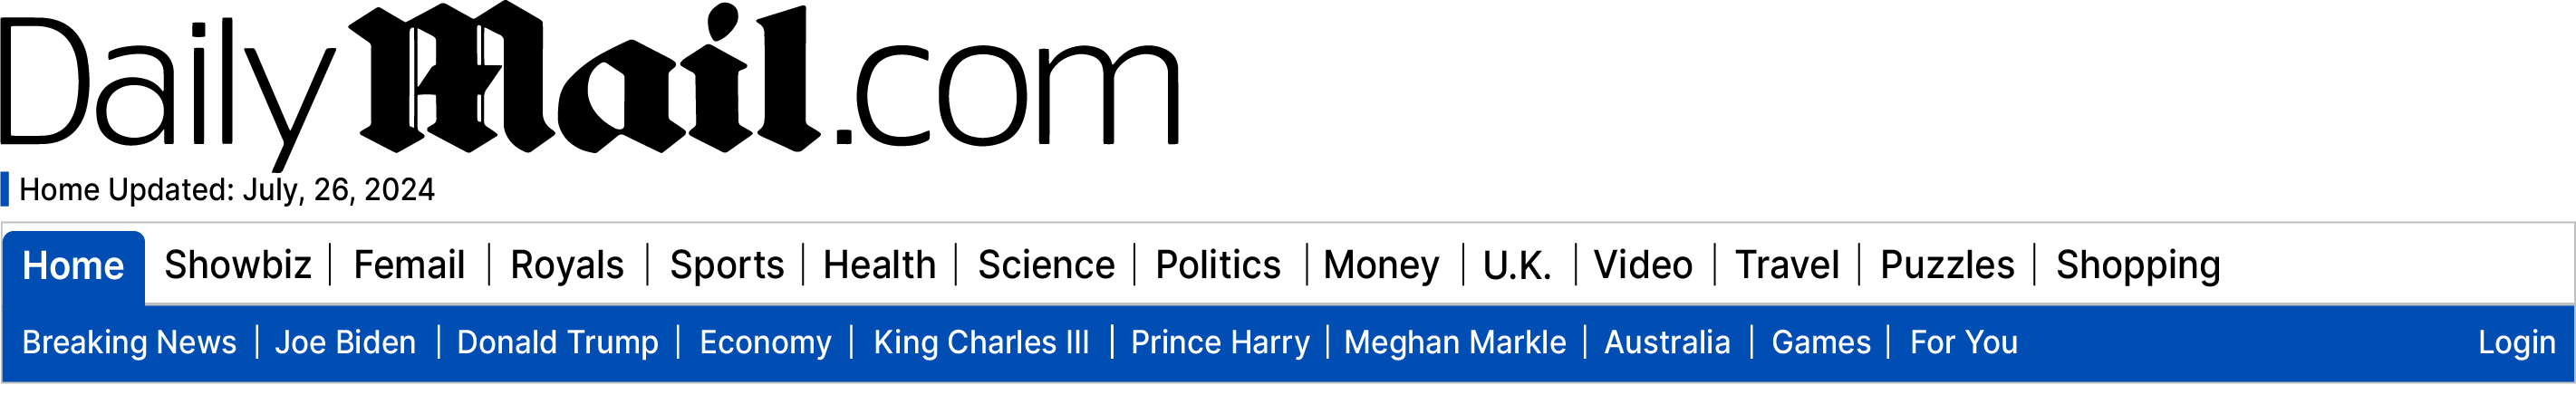 Daily Mail.com
Home Updated: July, 26, 2024
Home Showbiz | Femail | Royals | Sports | Health | Science | Politics | Money | U.K. | Video | Travel | Puzzles | Shopping
Breaking News | Joe Biden | Donald Trump | Economy | King Charles III | Prince Harry | Meghan Markle | Australia | Games | For You Login